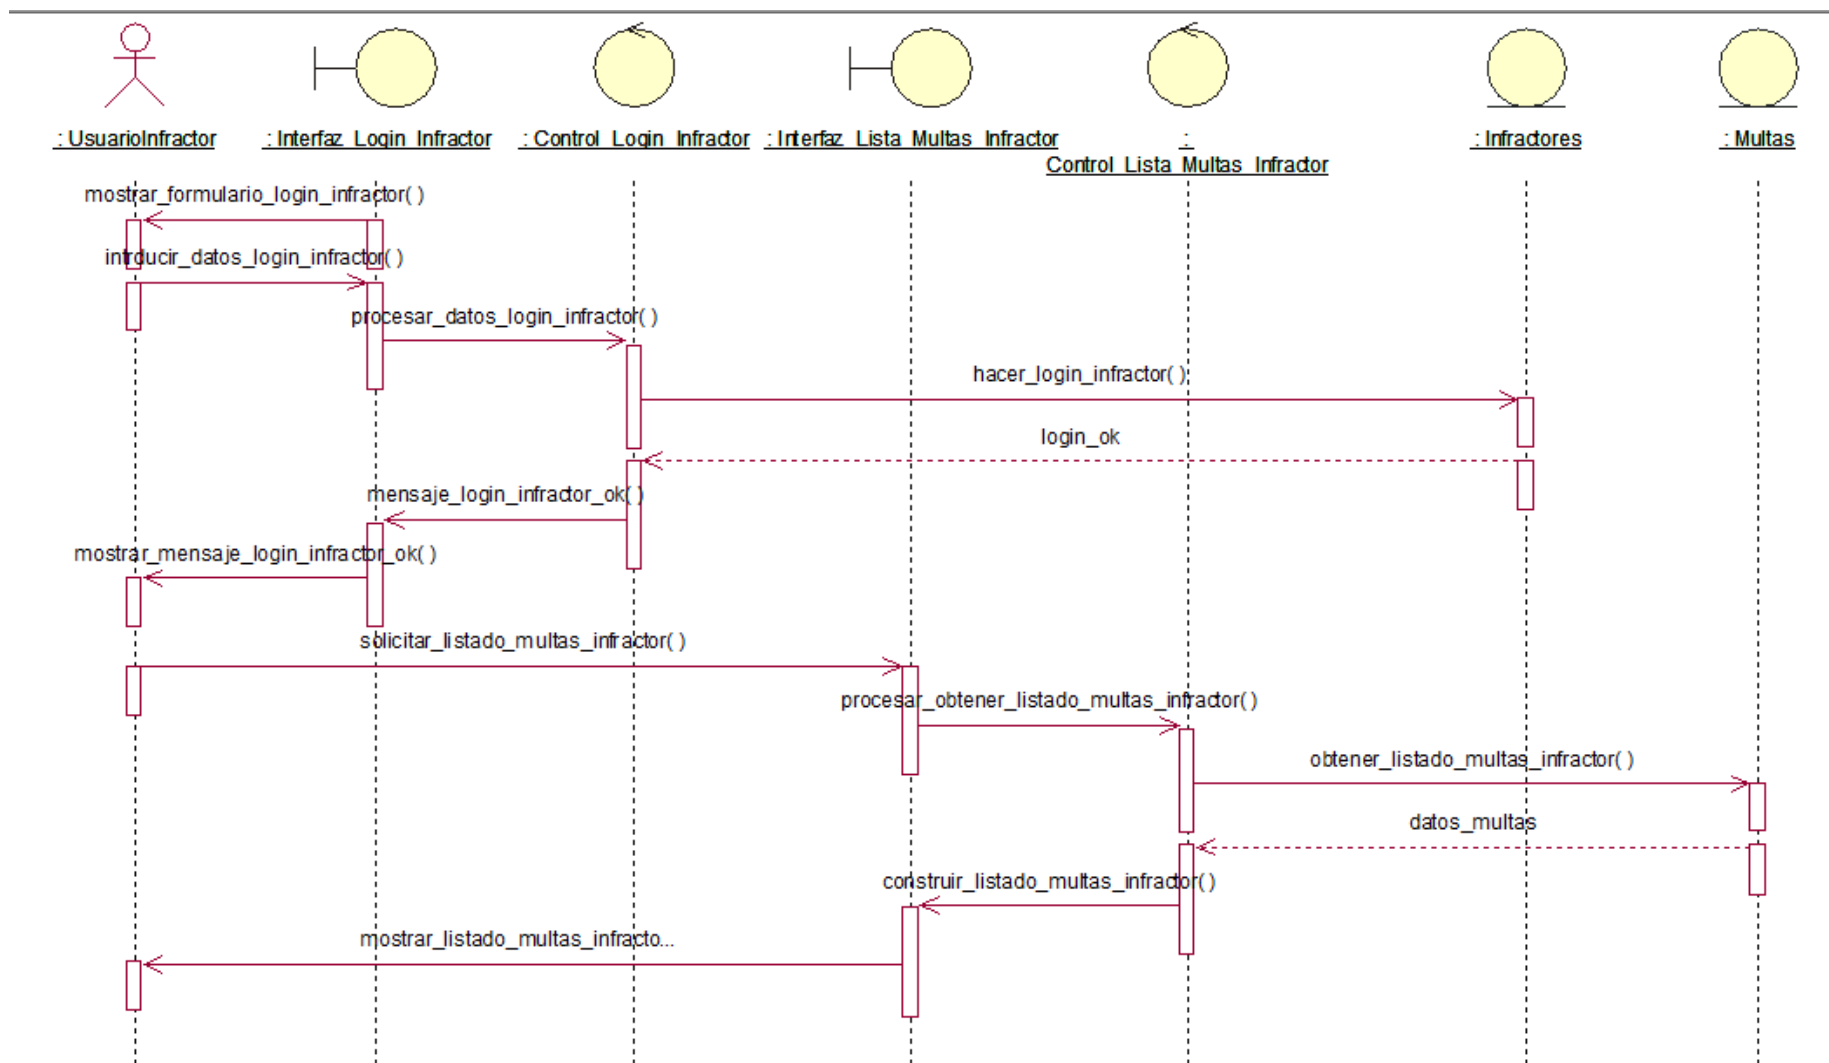 : UsuarioInfractor
: Interfaz_Login_Infractor
: Control_Login_Infractor
: Interfaz_Lista_Multas_Infractor
:
Control_Lista_Multas_Infractor
: Infractores
: Multas
mostrar_formulario_login_infractor( )
intrducir_datos_login_infractor( )
procesar_datos_login_infractor( )
hacer_login_infractor( )
login_ok
mensaje_login_infractor_ok( )
mostrar_mensaje_login_infractor_ok( )
solicitar_listado_multas_infractor( )
procesar_obtener_listado_multas_infractor( )
obtener_listado_multas_infractor( )
datos_multas
construir_listado_multas_infractor( )
mostrar_listado_multas_infracto...